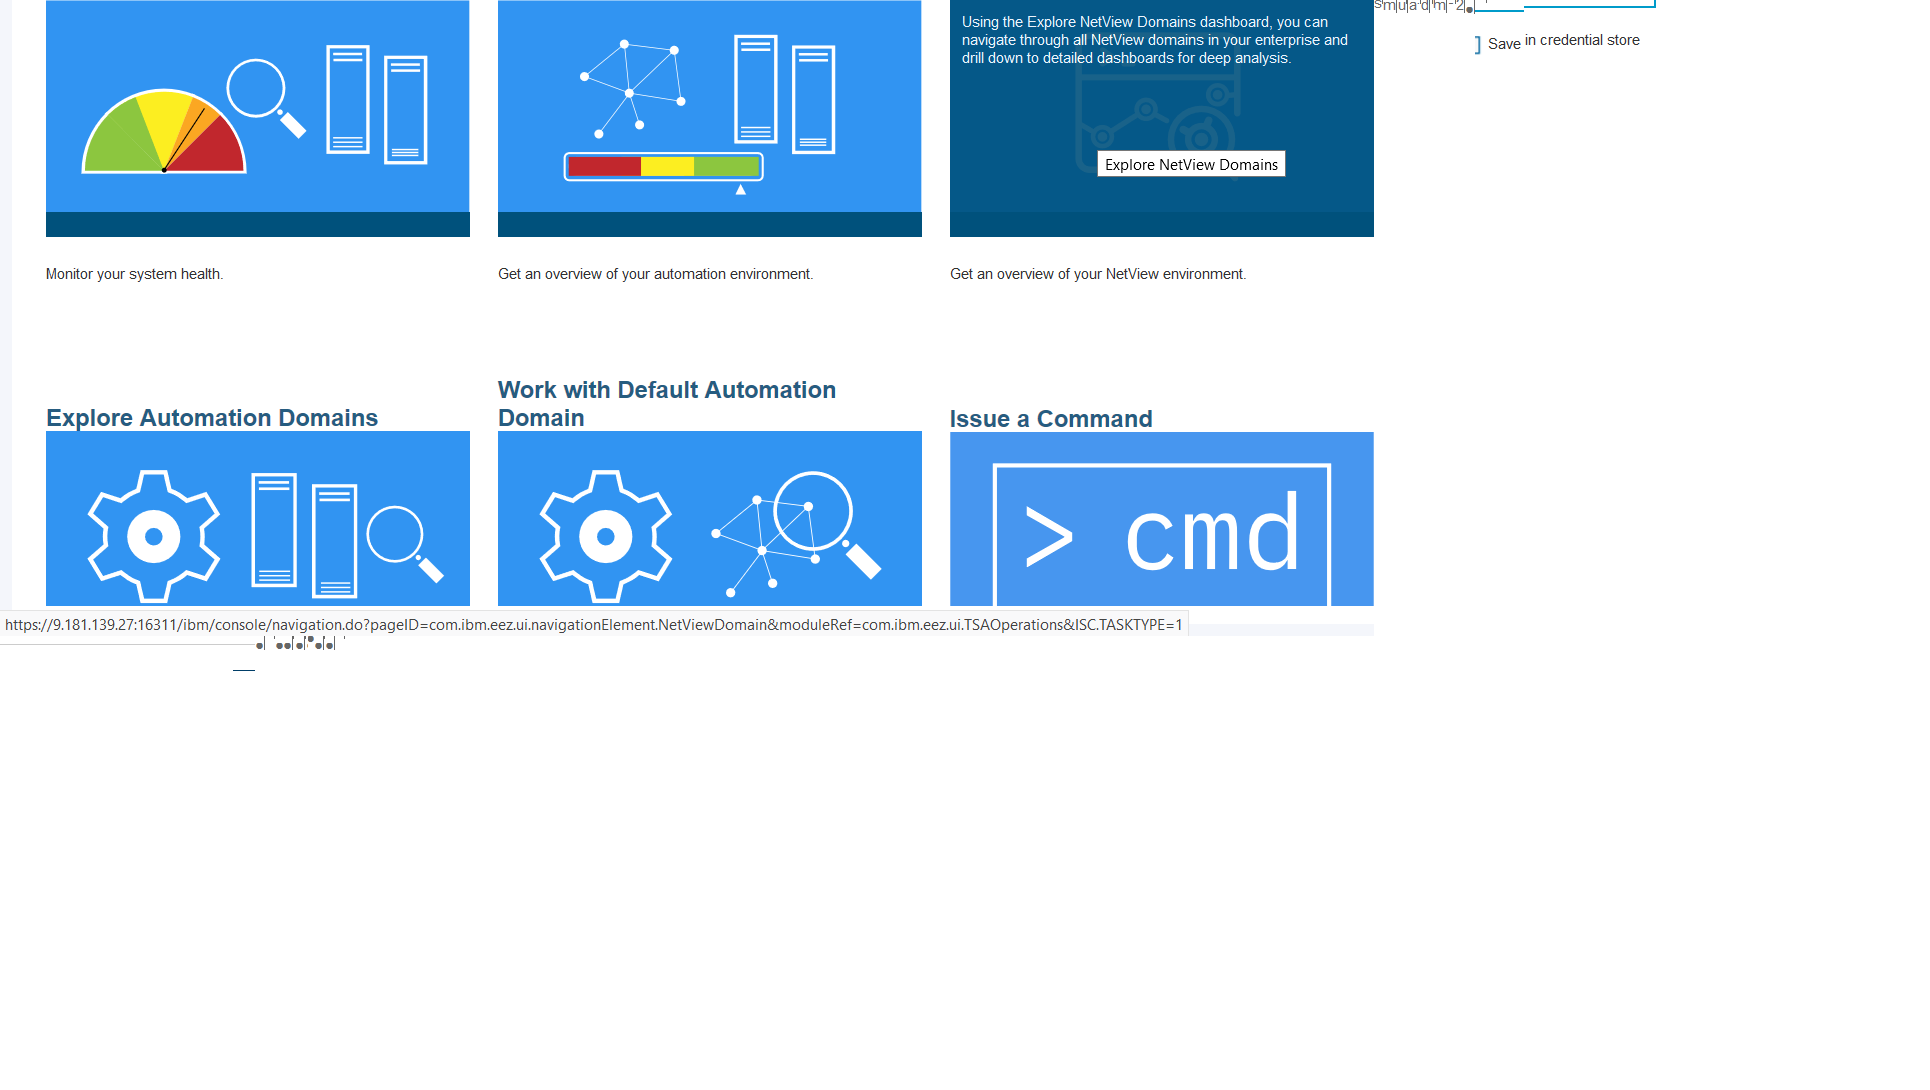 Using the Explore NetView Domains dashboard, you can
navigate through all NetView domains in your enterprise and
drill down to detailed dashboards for deep analysis.
Save in credential store
Explore NetView Domains
Monitor your system health.
Get an overview of your automation environment.
Get an overview of your NetView environment.
Explore Automation Domains
Work with Default Automation
Domain
Issue a Command
> cmd
https://9.181.139.27:16311/ibm/console/navigation.do?pageID=com.ibm.eez.ui.navigationElement.NetViewDomain&moduleRef=com.ibm.eez.ui.TSAOperations&ISC.TASKTYPE=1